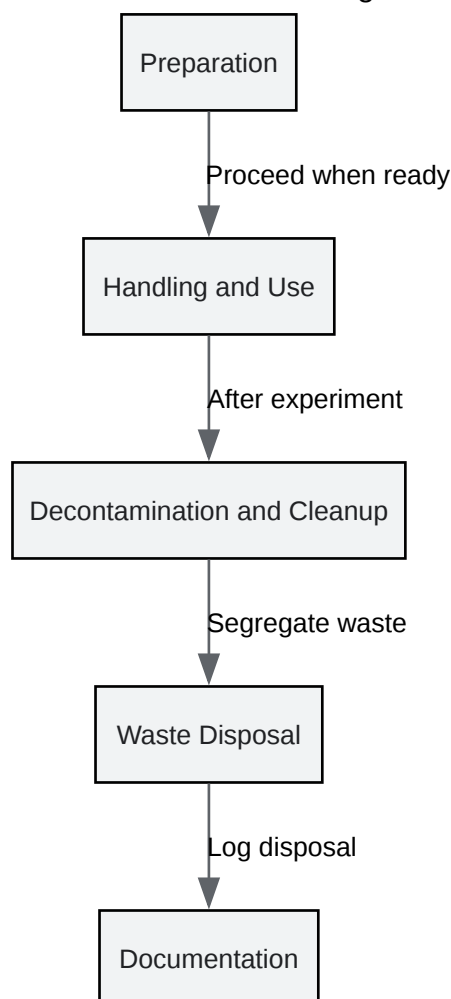 Preparation
Proceed when ready
Handling and Use
After experiment
Decontamination and Cleanup
Segregate waste
Waste Disposal
Log disposal
Documentation